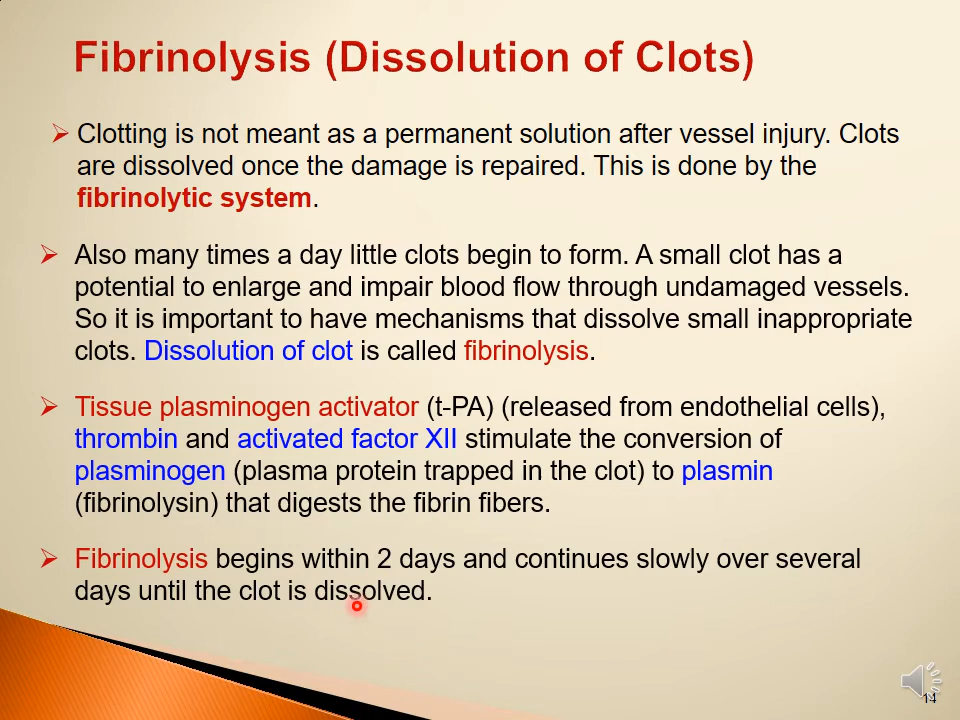 Fibrinolysis (Dissolution of Clots)
Clotting is not meant as a permanent solution after vessel injury. Clots
are dissolved once the damage is repaired. This is done by the
fibrinolytic system.
Also many times a day little clots begin to form. A small clot has a
potential to enlarge and impair blood flow through undamaged vessels.
So it is important to have mechanisms that dissolve small inappropriate
clots. Dissolution of clot is called fibrinolysis.
Tissue plasminogen activator (t-PA) (released from endothelial cells),
thrombin and activated factor XII stimulate the conversion of
plasminogen (plasma protein trapped in the clot) to plasmin
(fibrinolysin) that digests the fibrin fibers.
Fibrinolysis begins within 2 days and continues slowly over several
days until the clot is dissolved.
14